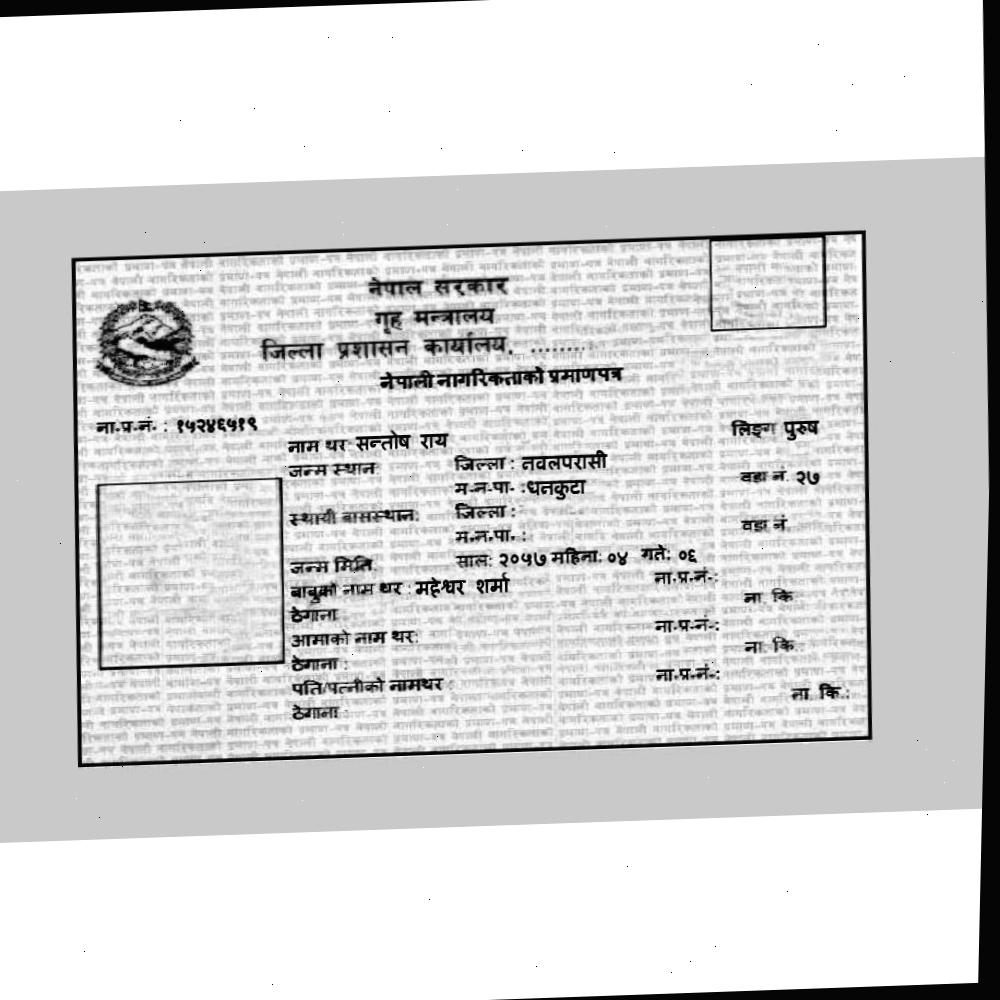 नेपाल सरकार
गृह मन्त्रालय
जिल्ला प्रशासन कार्यालय, .........
नेपाली नागरिकताको प्रमाणपत्र
ना.प्र.नं. : १५२४६५१९
लिङ्ग पुरुष
नाम थर सन्तोष राय
जन्म स्थान जिल्ला : नवलपरासी
म.न.पा. :धनकुटा वडा नं. २७
स्थायी बासस्थान: जिल्ला :
म.न.पा. : वडा नं.
जन्म मिति साल: २०५७ महिना: ०४ गते: ०६
बाबुको नाम थर : महेश्वर शर्मा ना.प्र.नं.:
ठेगाना ना. कि
आमाको नाम थर: ना.प्र.नं.:
ठेगाना : ना. कि.:
पति/पत्नीको नामथर : ना.प्र.नं.:
ठेगाना ना. कि.: